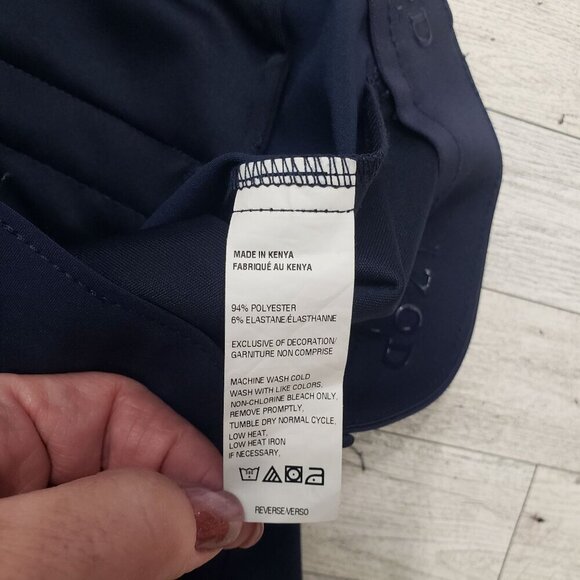 MADE IN KENYA
FABRIQUÉ AU KENYA
94% POLYESTER
6% ELASTANE/ÉLASTHANNE
EXCLUSIVE OF DECORATION/
GARNITURE NON COMPRISE
MACHINE WASH COLD
WASH WITH LIKE COLORS.
NON-CHLORINE BLEACH ONLY.
REMOVE PROMPTLY.
TUMBLE DRY NORMAL CYCLE,
LOW HEAT.
LOW HEAT IRON
IF NECESSARY.
REVERSE/VERSO
ZOD
D